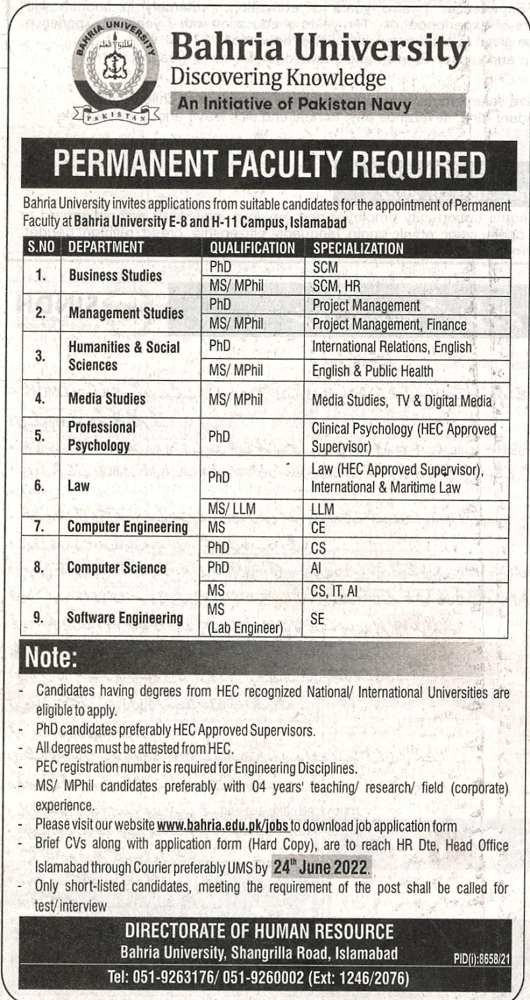 BAHRIA UNIVERSITY
PAKISTAN
Bahria University
Discovering Knowledge
An Initiative of Pakistan Navy
PERMANENT FACULTY REQUIRED
Bahria University invites applications from suitable candidates for the appointment of Permanent
Faculty at Bahria University E-8 and H-11 Campus, Islamabad
S.NO DEPARTMENT QUALIFICATION SPECIALIZATION
1. Business Studies PhD SCM
MS/ MPhil SCM, HR
2. Management Studies PhD Project Management
MS/ MPhil Project Management, Finance
3. Humanities & Social Sciences PhD International Relations, English
MS/ MPhil English & Public Health
4. Media Studies MS/ MPhil Media Studies, TV & Digital Media
5. Professional Psychology PhD Clinical Psychology (HEC Approved
Supervisor)
6. Law PhD Law (HEC Approved Supervisor),
International & Maritime Law
MS/ LLM LLM
7. Computer Engineering MS CE
8. Computer Science PhD CS
PhD AI
MS CS, IT, AI
9. Software Engineering MS
(Lab Engineer) SE
Note:
- Candidates having degrees from HEC recognized National/ International Universities are
eligible to apply.
- PhD candidates preferably HEC Approved Supervisors.
- All degrees must be attested from HEC.
- PEC registration number is required for Engineering Disciplines.
- MS/ MPhil candidates preferably with 04 years' teaching/ research/ field (corporate)
experience.
- Please visit our website www.bahria.edu.pk/jobs to download job application form
- Brief CVs along with application form (Hard Copy), are to reach HR Dte, Head Office
Islamabad through Courier preferably UMS by 24th June 2022.
- Only short-listed candidates, meeting the requirement of the post shall be called for
test/ interview
DIRECTORATE OF HUMAN RESOURCE
Bahria University, Shangrilla Road, Islamabad
PID(i):8658/21
Tel: 051-9263176/ 051-9260002 (Ext: 1246/2076)